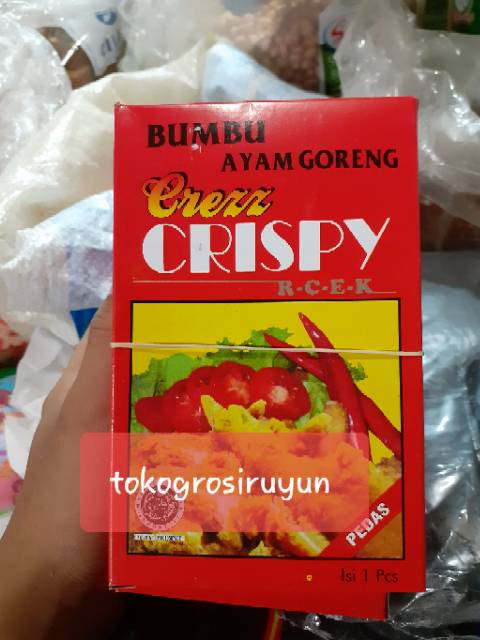 BUMBU
AYAM GORENG
Crezz
CRISPY
R-C-E-K
tokogrosiruyun
PEDAS
Isi 1 Pcs